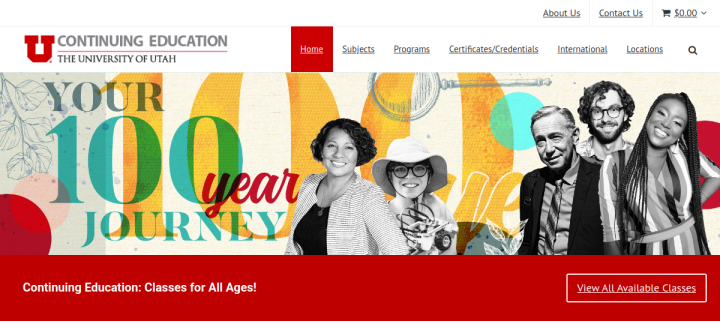 About Us
Contact Us
$0.00
U CONTINUING EDUCATION
THE UNIVERSITY OF UTAH
Home
Subjects
Programs
Certificates/Credentials
International
Locations
YOUR
100
year
JOURNEY
Continuing Education: Classes for All Ages!
View All Available Classes